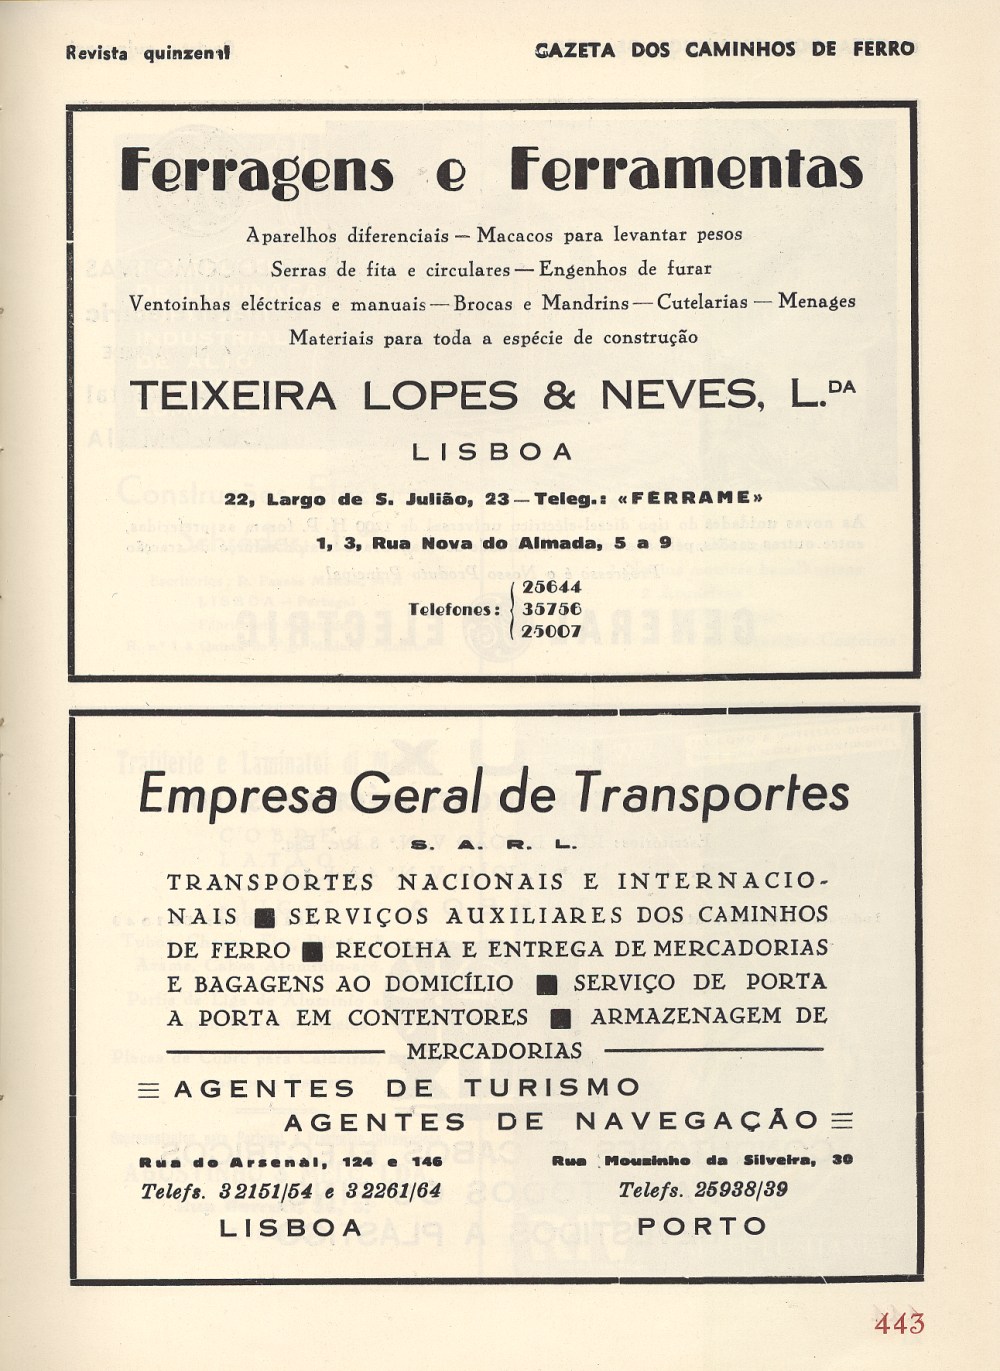 Revista quinzenal
GAZETA DOS CAMINHOS DE FERRO
Ferragens e Ferramentas
Aparelhos diferenciais — Macacos para levantar pesos
Serras de fita e circulares — Engenhos de furar
Ventoinhas eléctricas e manuais — Brocas e Mandrins — Cutelarias — Menages
Materiais para toda a espécie de construção
TEIXEIRA LOPES & NEVES, L.DA
LISBOA
22, Largo de S. Julião, 23 — Teleg.: «FERRAME»
1, 3, Rua Nova do Almada, 5 a 9
25644
Telefones: 35756
25007
Empresa Geral de Transportes
S. A. R. L.
TRANSPORTES NACIONAIS E INTERNACIO-
NAIS ■ SERVIÇOS AUXILIARES DOS CAMINHOS
DE FERRO ■ RECOLHA E ENTREGA DE MERCADORIAS
E BAGAGENS AO DOMICÍLIO ■ SERVIÇO DE PORTA
A PORTA EM CONTENTORES ■ ARMAZENAGEM DE
MERCADORIAS
AGENTES DE TURISMO
AGENTES DE NAVEGAÇÃO
Rua do Arsenal, 124 a 146
Telefs. 32151/54 e 32261/64
LISBOA
Rua Mouzinho da Silveira, 30
Telefs. 25938/39
PORTO
443